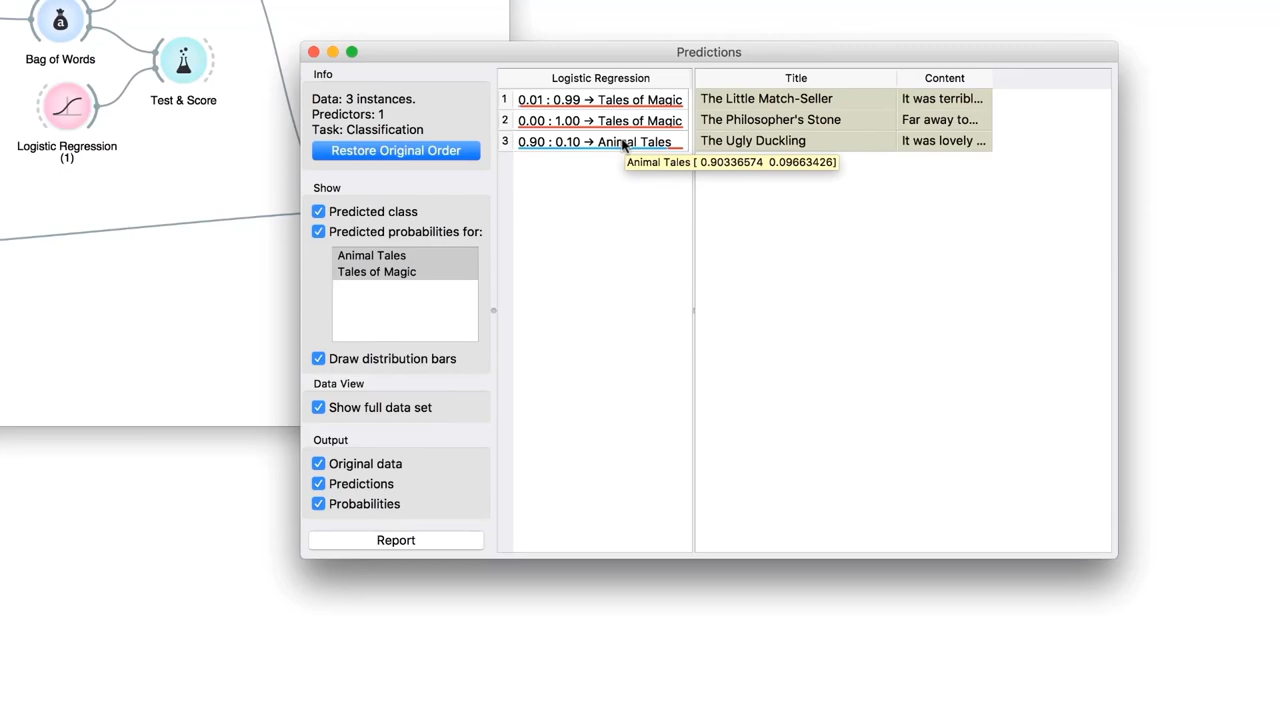 Bag of Words
Test & Score
Logistic Regression
(1)
Predictions
Info
Data: 3 instances.
Predictors: 1
Task: Classification
Restore Original Order
Show
Predicted class
Predicted probabilities for:
Animal Tales
Tales of Magic
Draw distribution bars
Data View
Show full data set
Output
Original data
Predictions
Probabilities
Report
Logistic Regression Title Content
1 0.01 : 0.99 → Tales of Magic The Little Match-Seller It was terribl...
2 0.00 : 1.00 → Tales of Magic The Philosopher's Stone Far away to...
3 0.90 : 0.10 → Animal Tales The Ugly Duckling It was lovely ...
Animal Tales [ 0.90336574 0.09663426]